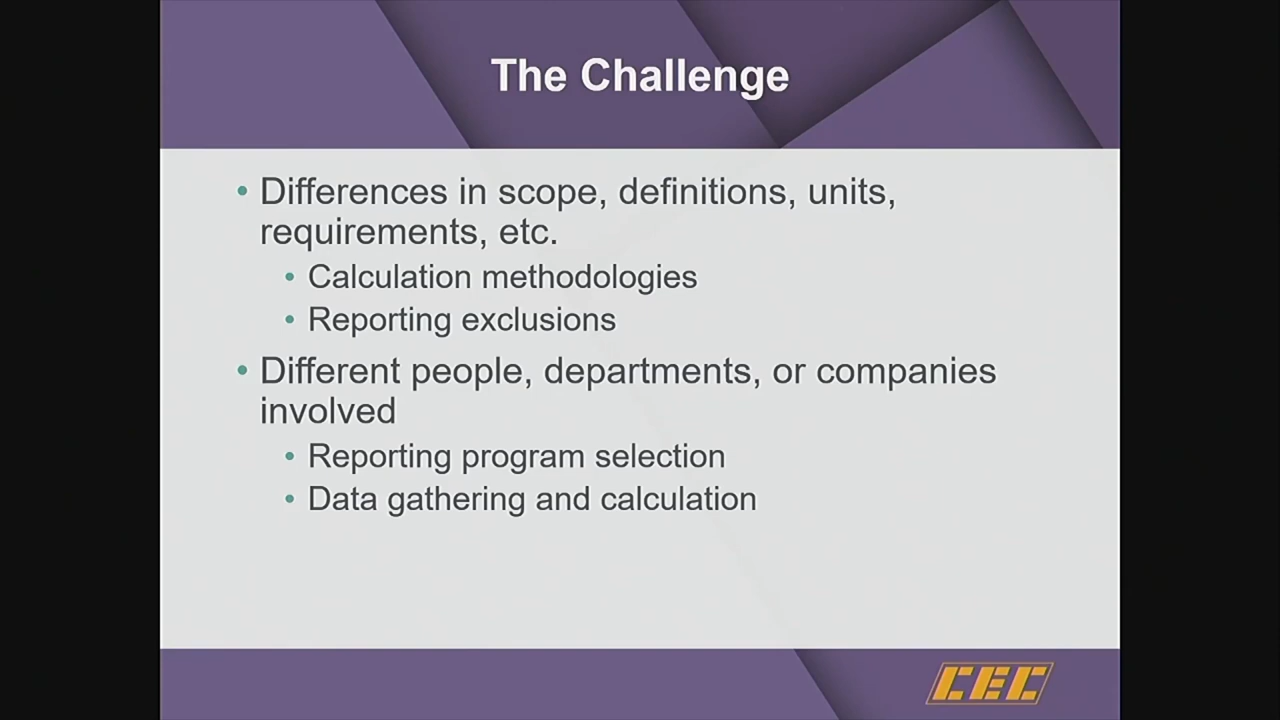 The Challenge
• Differences in scope, definitions, units,
requirements, etc.
• Calculation methodologies
• Reporting exclusions
• Different people, departments, or companies
involved
• Reporting program selection
• Data gathering and calculation
CEC